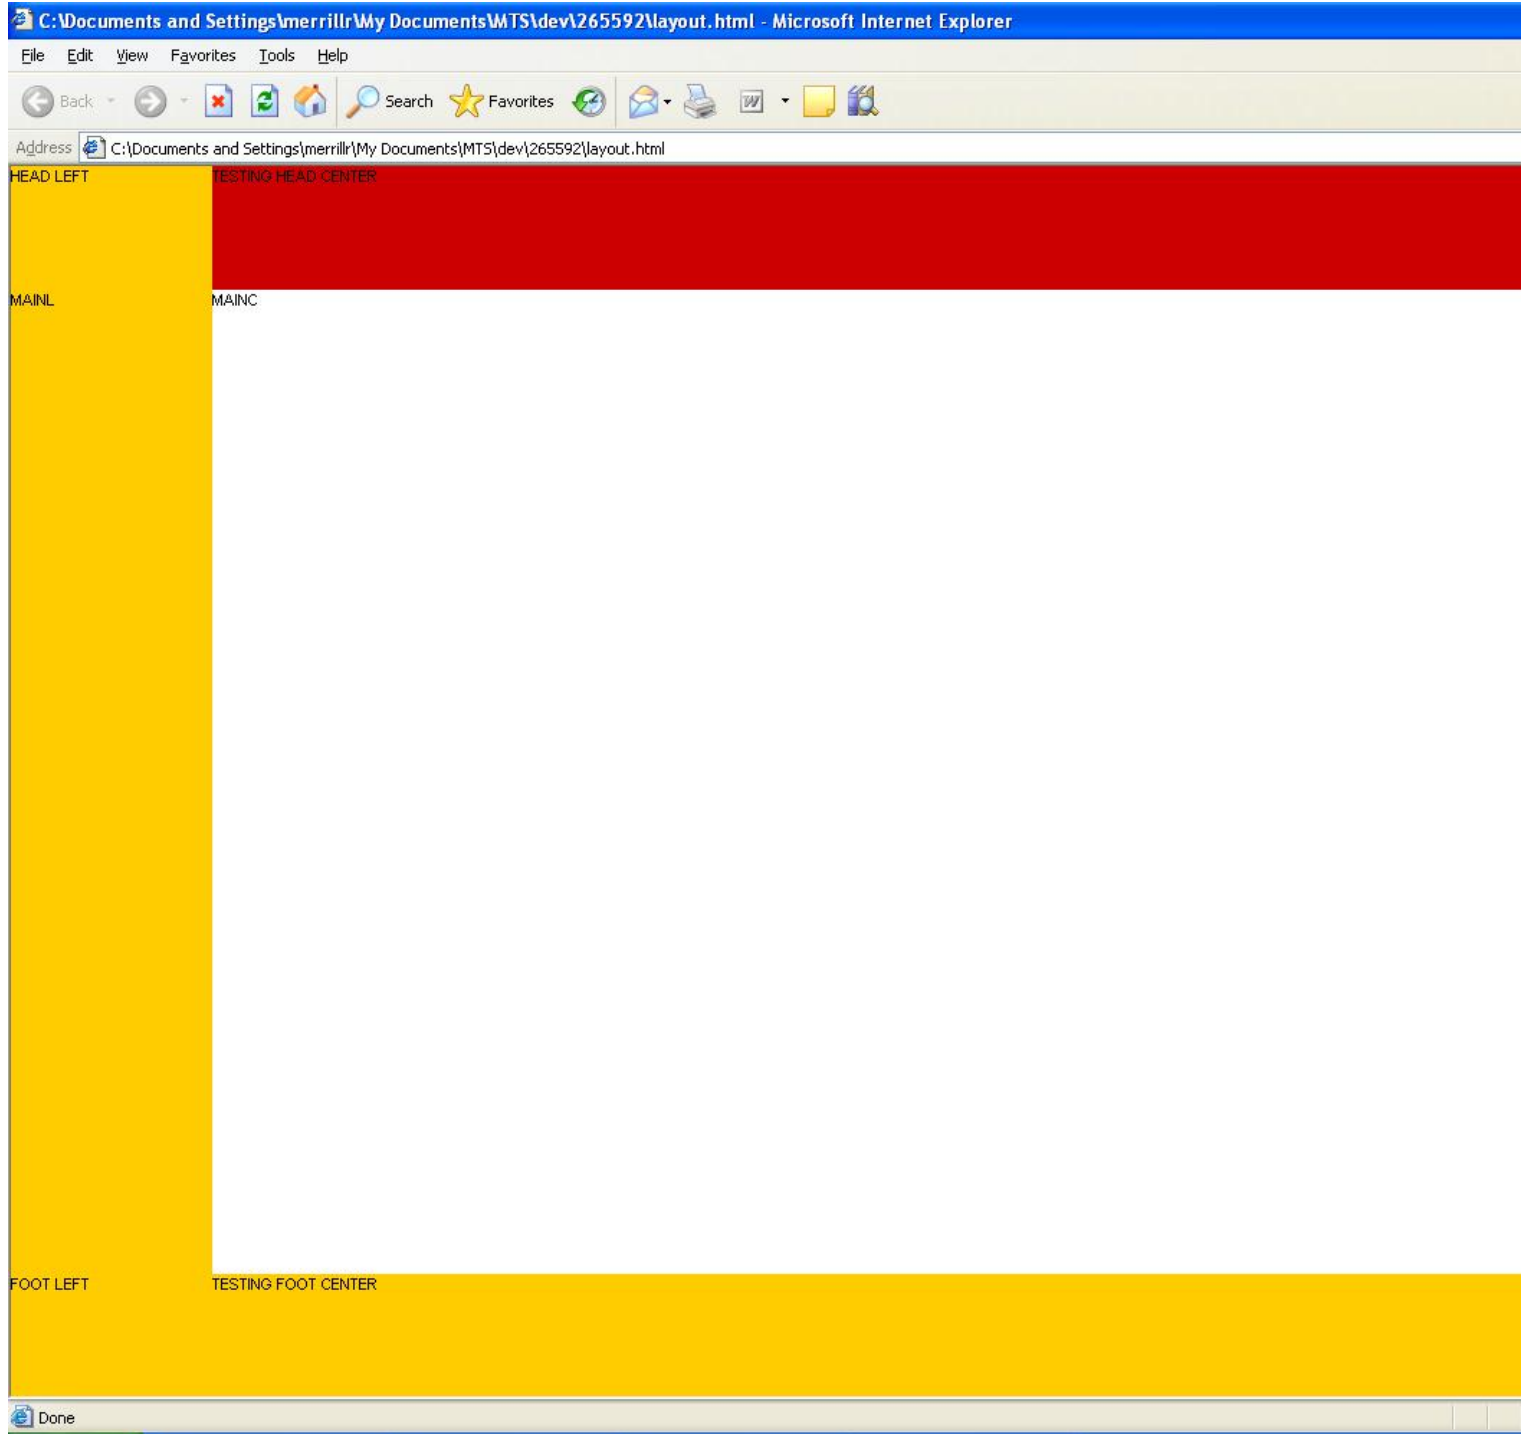 C:\Documents and Settings\merrillr\My Documents\MTS\dev\265592\layout.html - Microsoft Internet Explorer
File Edit View Favorites Tools Help
Back Search Favorites
Address C:\Documents and Settings\merrillr\My Documents\MTS\dev\265592\layout.html
HEAD LEFT TESTING HEAD CENTER
MAINL MAINC
FOOT LEFT TESTING FOOT CENTER
Done